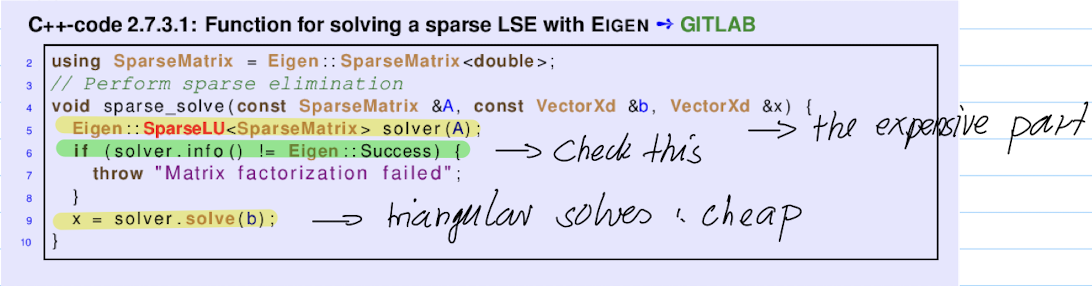 C++-code 2.7.3.1: Function for solving a sparse LSE with EIGEN ➺ GITLAB
2 using SparseMatrix = Eigen::SparseMatrix<double>;
3 // Perform sparse elimination
4 void sparse_solve(const SparseMatrix &A, const VectorXd &b, VectorXd &x) {
5 Eigen::SparseLU<SparseMatrix> solver(A); → the expensive part
6 if (solver.info() != Eigen::Success) { → check this
7 throw "Matrix factorization failed";
8 }
9 x = solver.solve(b); → triangular solves : cheap
10 }